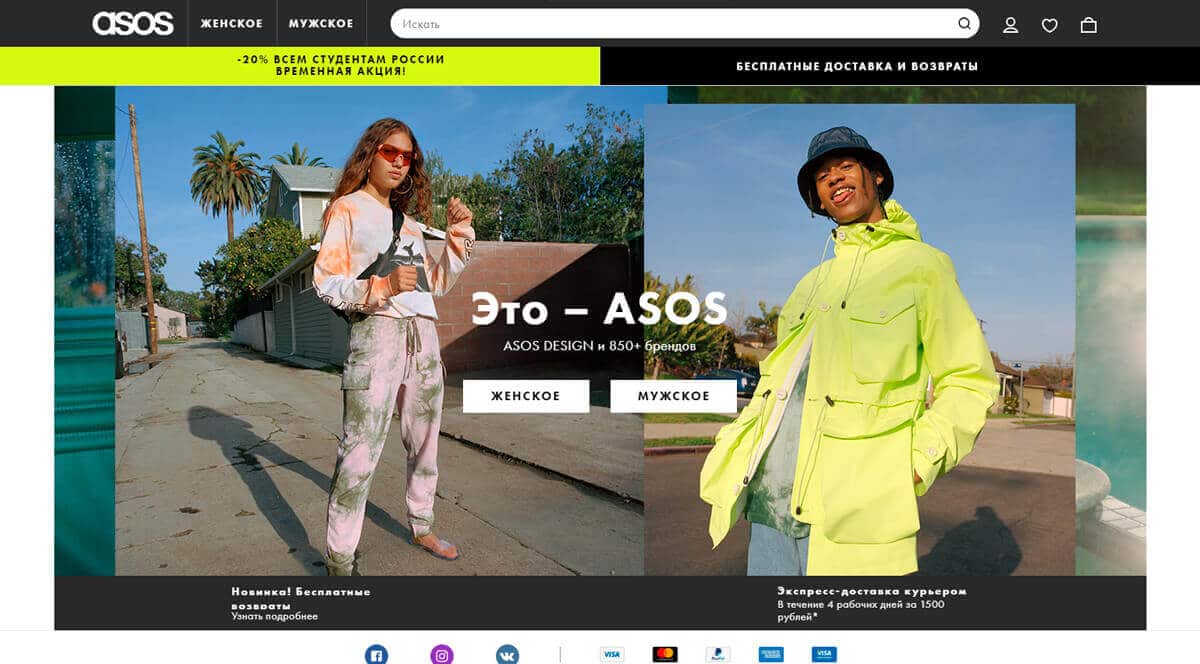 asos
ЖЕНСКОЕ
МУЖСКОЕ
Искать
-20% ВСЕМ СТУДЕНТАМ РОССИИ
ВРЕМЕННАЯ АКЦИЯ!
БЕСПЛАТНЫЕ ДОСТАВКА И ВОЗВРАТЫ
Это – ASOS
ASOS DESIGN и 850+ брендов
ЖЕНСКОЕ
МУЖСКОЕ
Новинка! Бесплатные
возвраты
Узнать подробнее
Экспресс-доставка курьером
В течение 4 рабочих дней за 1500
рублей*
VISA
PayPal
VISA